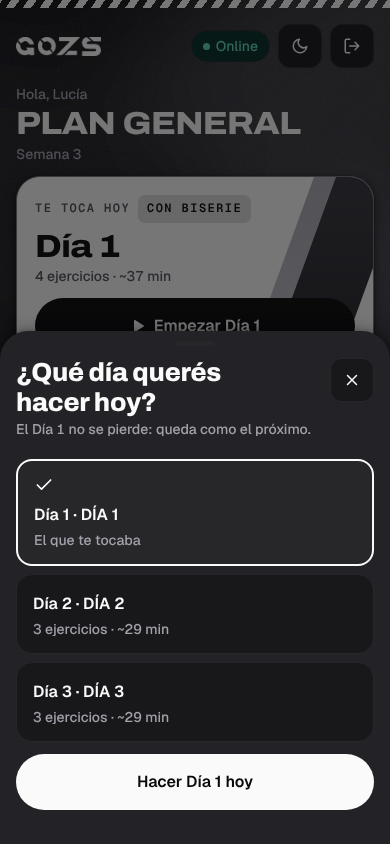 GOZS
Online
Hola, Lucía
PLAN GENERAL
Semana 3
TE TOCA HOY CON BISERIE
Día 1
4 ejercicios · ~37 min
Empezar Día 1
¿Qué día querés
hacer hoy?
El Día 1 no se pierde: queda como el próximo.
Día 1 · DÍA 1
El que te tocaba
Día 2 · DÍA 2
3 ejercicios · ~29 min
Día 3 · DÍA 3
3 ejercicios · ~29 min
Hacer Día 1 hoy